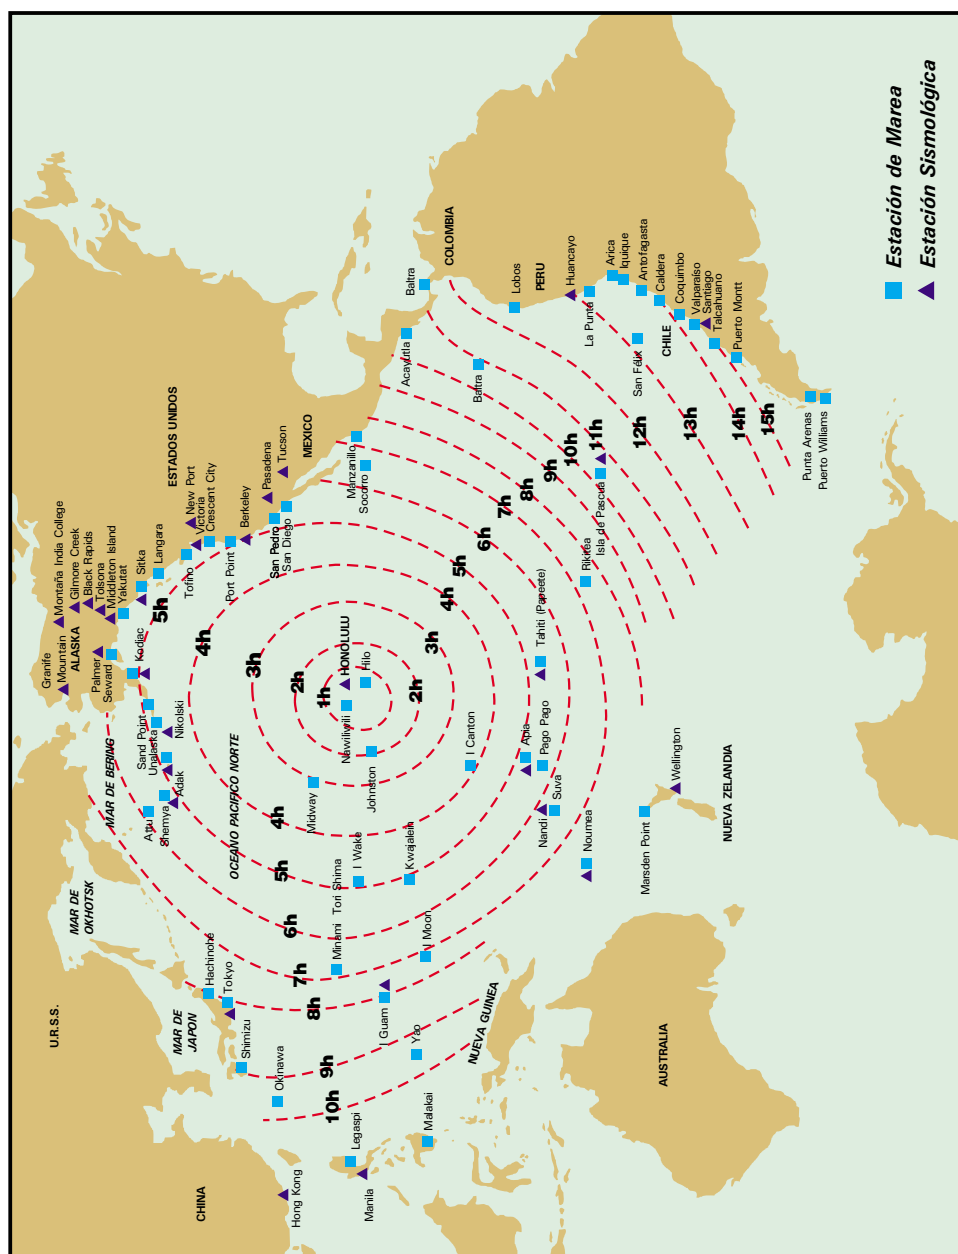 Granife
Mountain
ALASKA
Montaña India College
Gilmore Creek
Black Rapids
Tolsona
Middleton Island
Yakutat
Palmer
Seward
Kodjac
Sitka
Langara
Sand Point
Unalaska
Nikolski
Adak
Attu
Shemya
MAR DE BERING
MAR DE
OKHOTSK
U.R.S.S.
MAR DE
JAPON
Hachinohe
Tokyo
Shimizu
Okinawa
CHINA
Hong Kong
Legaspi
Manila
Malakai
Yao
I Guam
I Moon
Minami Tori Shima
I Wake
Kwajalein
NUEVA GUINEA
AUSTRALIA
OCEANO PACIFICO NORTE
Midway
Johnston
Nawiliwili
HONOLULU
Hilo
I Canton
ESTADOS UNIDOS
New Port
Victoria
Crescent City
Tofino
Port Point
Berkeley
Pasadena
Tucson
San Pedro
San Diego
MEXICO
Manzanillo
Socorro
Acayutla
Baltra
COLOMBIA
Baltra
Lobos
PERU
Huancayo
La Punta
Arica
Iquique
Antofagasta
Caldera
Coquimbo
Valparaíso
Santiago
Talcahuano
Puerto Montt
San Félix
CHILE
Punta Arenas
Puerto Williams
Isla de Pascua
Rikitea
Tahiti (Papeete)
Apia
Pago Pago
Suva
Nandi
Noumea
Marsden Point
Wellington
NUEVA ZELANDIA
1h
2h
3h
4h
5h
2h
3h
4h
5h
6h
7h
8h
9h
10h
11h
12h
13h
14h
15h
4h
5h
6h
7h
8h
9h
10h
Estación de Marea
Estación Sismológica